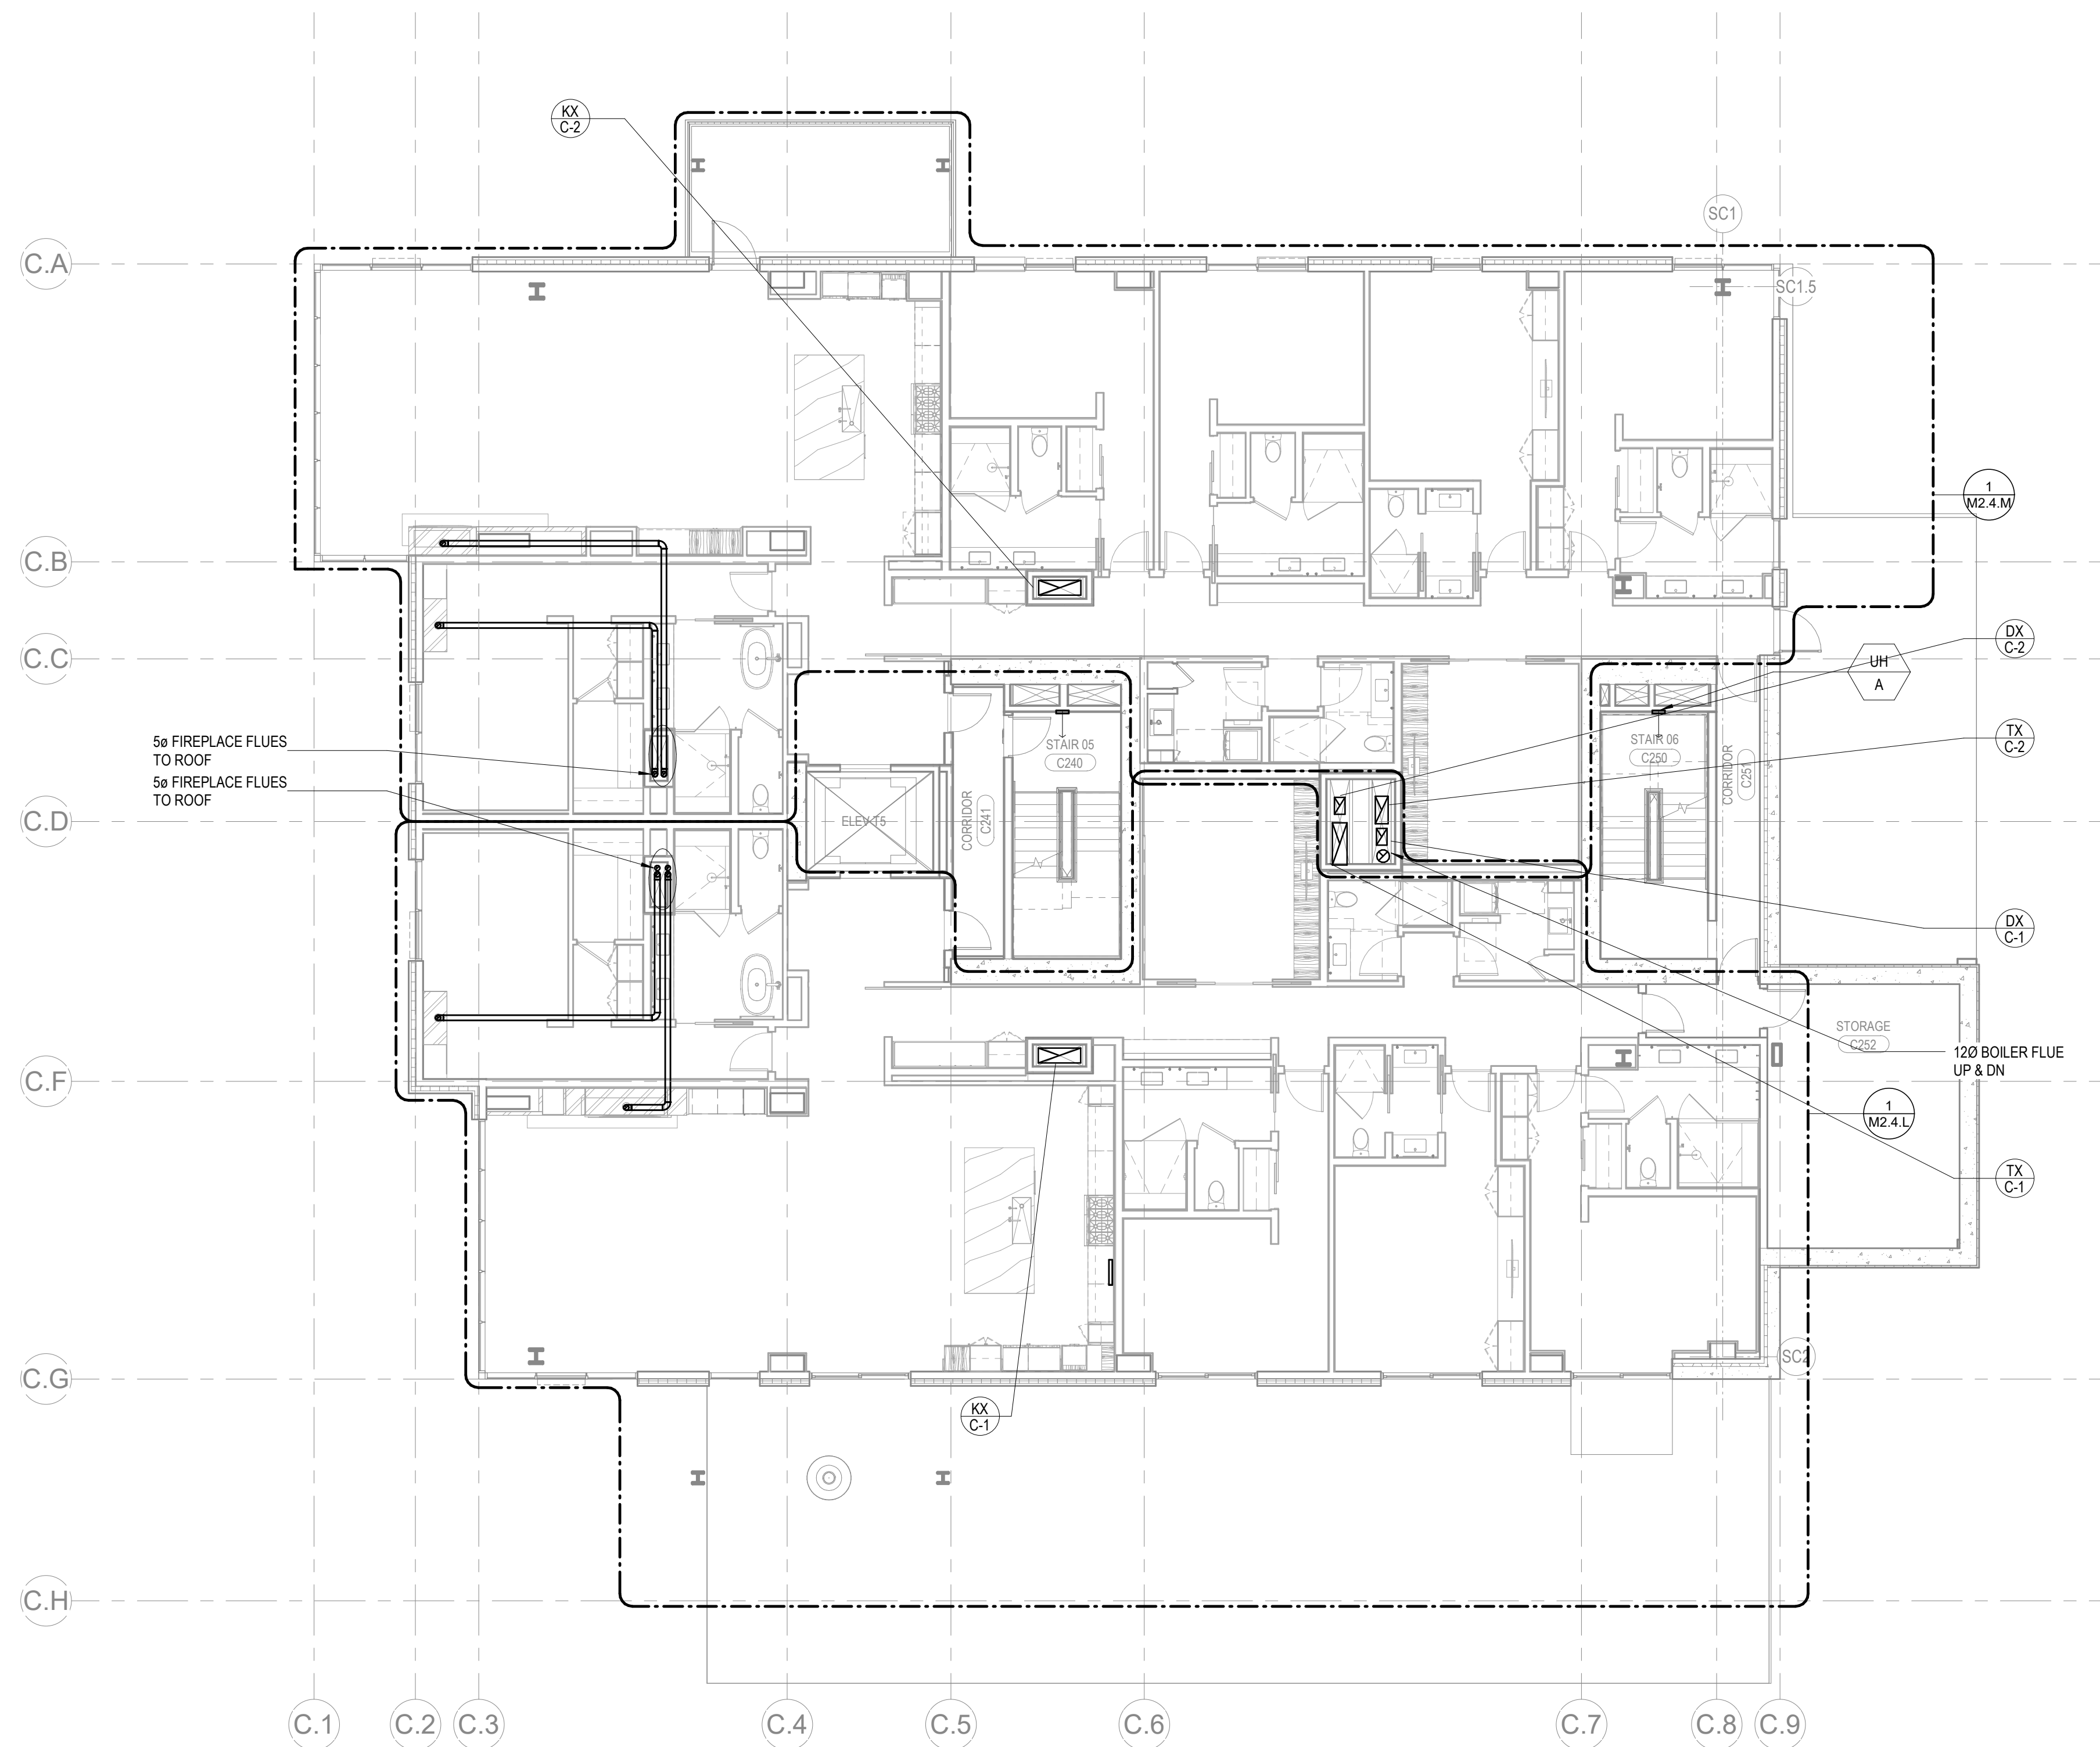 KX
C-2
SC1
C.A
SC1.5
1
M2.4.M
C.B
DX
C-2
UH
A
C.C
5ø FIREPLACE FLUES
TO ROOF
5ø FIREPLACE FLUES
TO ROOF
STAIR 05
C240
STAIR 06
C250
CORRIDOR
C251
TX
C-2
C.D
ELEV T5
CORRIDOR
C241
DX
C-1
STORAGE
C252
12Ø BOILER FLUE
UP & DN
C.F
1
M2.4.L
TX
C-1
SC2
C.G
KX
C-1
C.H
C.1
C.2
C.3
C.4
C.5
C.6
C.7
C.8
C.9